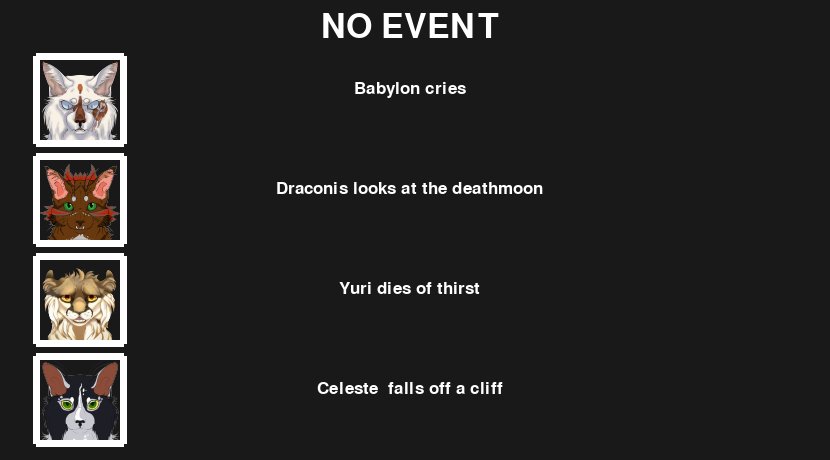 NO EVENT
Babylon cries
Draconis looks at the deathmoon
Yuri dies of thirst
Celeste  falls off a cliff